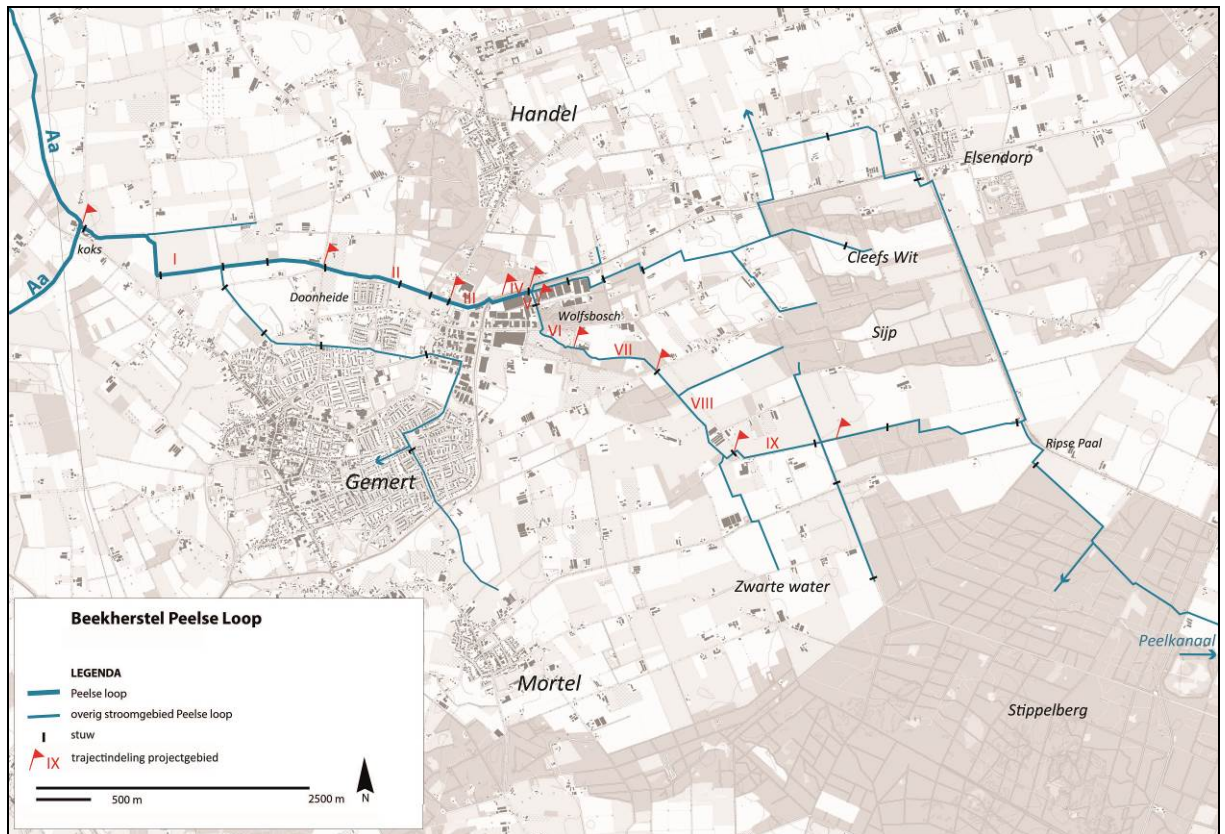 Handel
Elsendorp
Aa
koks
I
II
III
IV
V
Cleefs Wit
Doonheide
Wolfsbosch
VI
VII
Sijp
Aa
VIII
IX
Ripse Paal
Gemert
Zwarte water
Peelkanaal
Mortel
Stippelberg
Beekherstel Peelse Loop
LEGENDA
Peelse loop
overig stroomgebied Peelse loop
stuw
IX trajectindeling projectgebied
500 m 2500 m
N